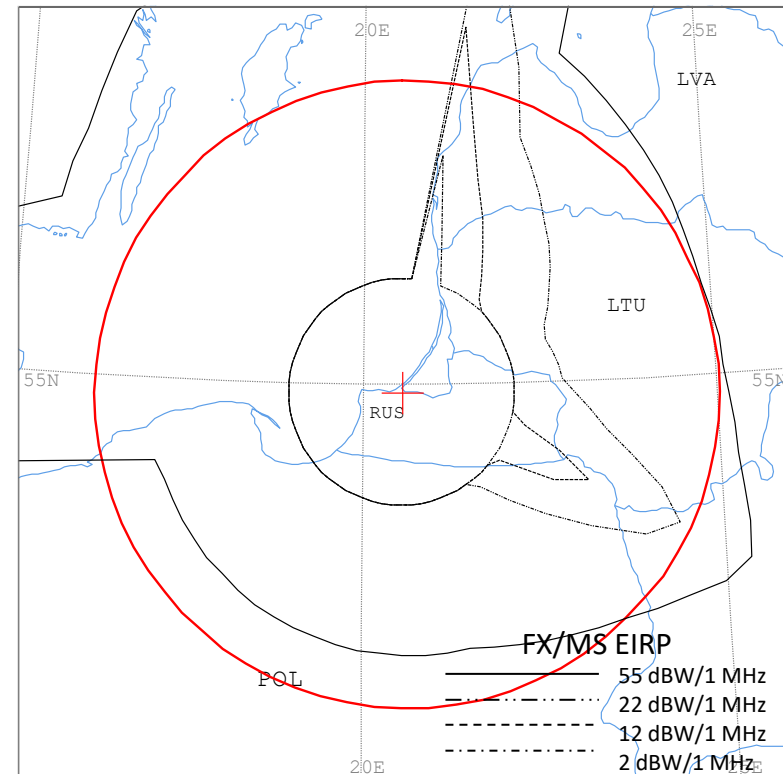 20E 25E
LVA
LTU
55N 55N
RUS
POL
FX/MS EIRP
55 dBW/1 MHz
22 dBW/1 MHz
12 dBW/1 MHz
2 dBW/1 MHz
20E 25E